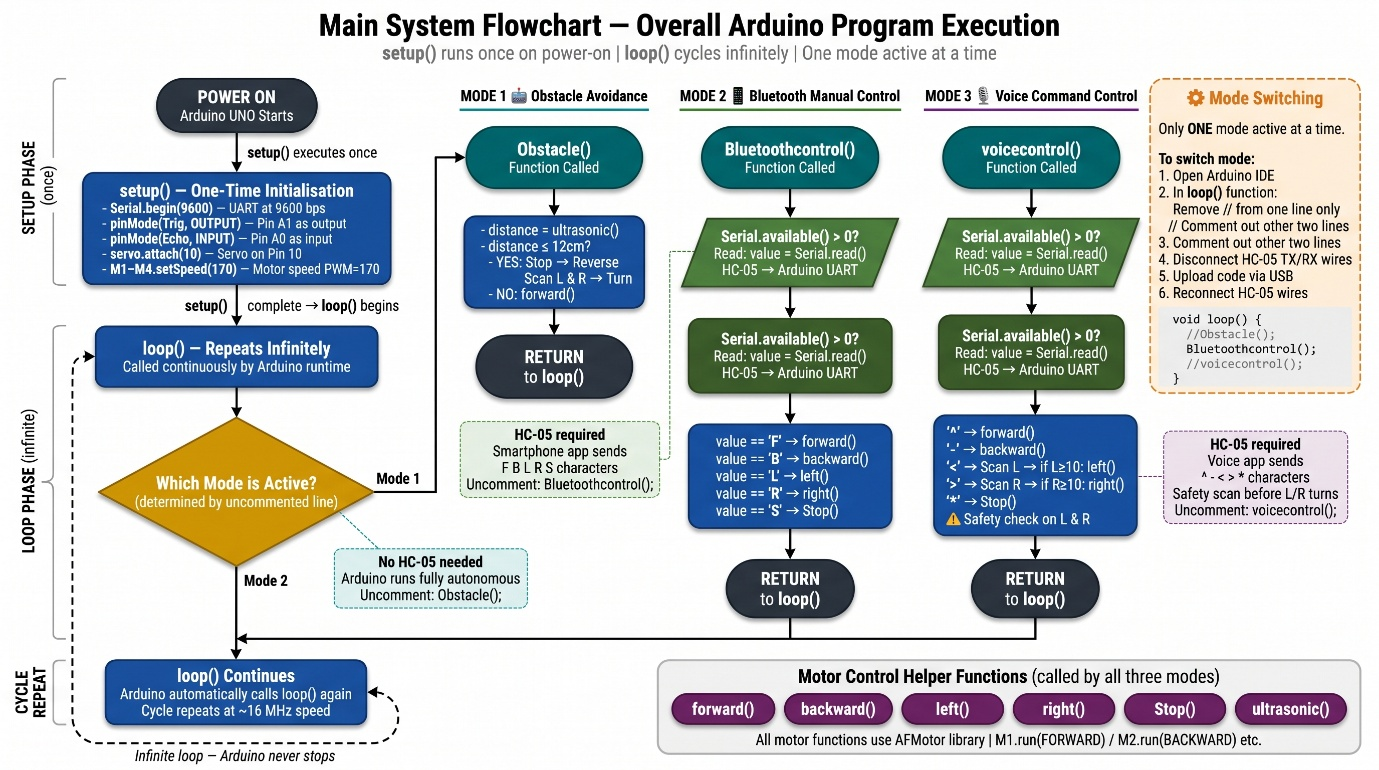 Main System Flowchart — Overall Arduino Program Execution
setup() runs once on power-on | loop() cycles infinitely | One mode active at a time
SETUP PHASE
(once)
POWER ON
Arduino UNO Starts
setup() executes once
setup() — One-Time Initialisation
- Serial.begin(9600) — UART at 9600 bps
- pinMode(Trig, OUTPUT) — Pin A1 as output
- pinMode(Echo, INPUT) — Pin A0 as input
- servo.attach(10) — Servo on Pin 10
- M1–M4.setSpeed(170) — Motor speed PWM=170
setup() complete → loop() begins
LOOP PHASE (infinite)
loop() — Repeats Infinitely
Called continuously by Arduino runtime
Which Mode is Active?
(determined by uncommented line)
Mode 1
Mode 2
No HC-05 needed
Arduino runs fully autonomous
Uncomment: Obstacle();
CYCLE
REPEAT
loop() Continues
Arduino automatically calls loop() again
Cycle repeats at ~16 MHz speed
Infinite loop — Arduino never stops
MODE 1 🤖 Obstacle Avoidance
Obstacle()
Function Called
- distance = ultrasonic()
- distance ≤ 12cm?
- YES: Stop → Reverse
Scan L & R → Turn
- NO: forward()
RETURN
to loop()
HC-05 required
Smartphone app sends
F B L R S characters
Uncomment: Bluetoothcontrol();
MODE 2 📱 Bluetooth Manual Control
Bluetoothcontrol()
Function Called
Serial.available() > 0?
Read: value = Serial.read()
HC-05 → Arduino UART
Serial.available() > 0?
Read: value = Serial.read()
HC-05 → Arduino UART
value == 'F' → forward()
value == 'B' → backward()
value == 'L' → left()
value == 'R' → right()
value == 'S' → Stop()
RETURN
to loop()
MODE 3 🎙️ Voice Command Control
voicecontrol()
Function Called
Serial.available() > 0?
Read: value = Serial.read()
HC-05 → Arduino UART
Serial.available() > 0?
Read: value = Serial.read()
HC-05 → Arduino UART
'^' → forward()
'-' → backward()
'<' → Scan L → if L≥10: left()
'>' → Scan R → if R≥10: right()
'*' → Stop()
⚠️ Safety check on L & R
RETURN
to loop()
⚙ Mode Switching
Only ONE mode active at a time.
To switch mode:
1. Open Arduino IDE
2. In loop() function:
Remove // from one line only
// Comment out other two lines
3. Comment out other two lines
4. Disconnect HC-05 TX/RX wires
5. Upload code via USB
6. Reconnect HC-05 wires
void loop() {
//Obstacle();
Bluetoothcontrol();
//voicecontrol();
}
HC-05 required
Voice app sends
^ - < > * characters
Safety scan before L/R turns
Uncomment: voicecontrol();
Motor Control Helper Functions (called by all three modes)
forward() backward() left() right() Stop() ultrasonic()
All motor functions use AFMotor library | M1.run(FORWARD) / M2.run(BACKWARD) etc.